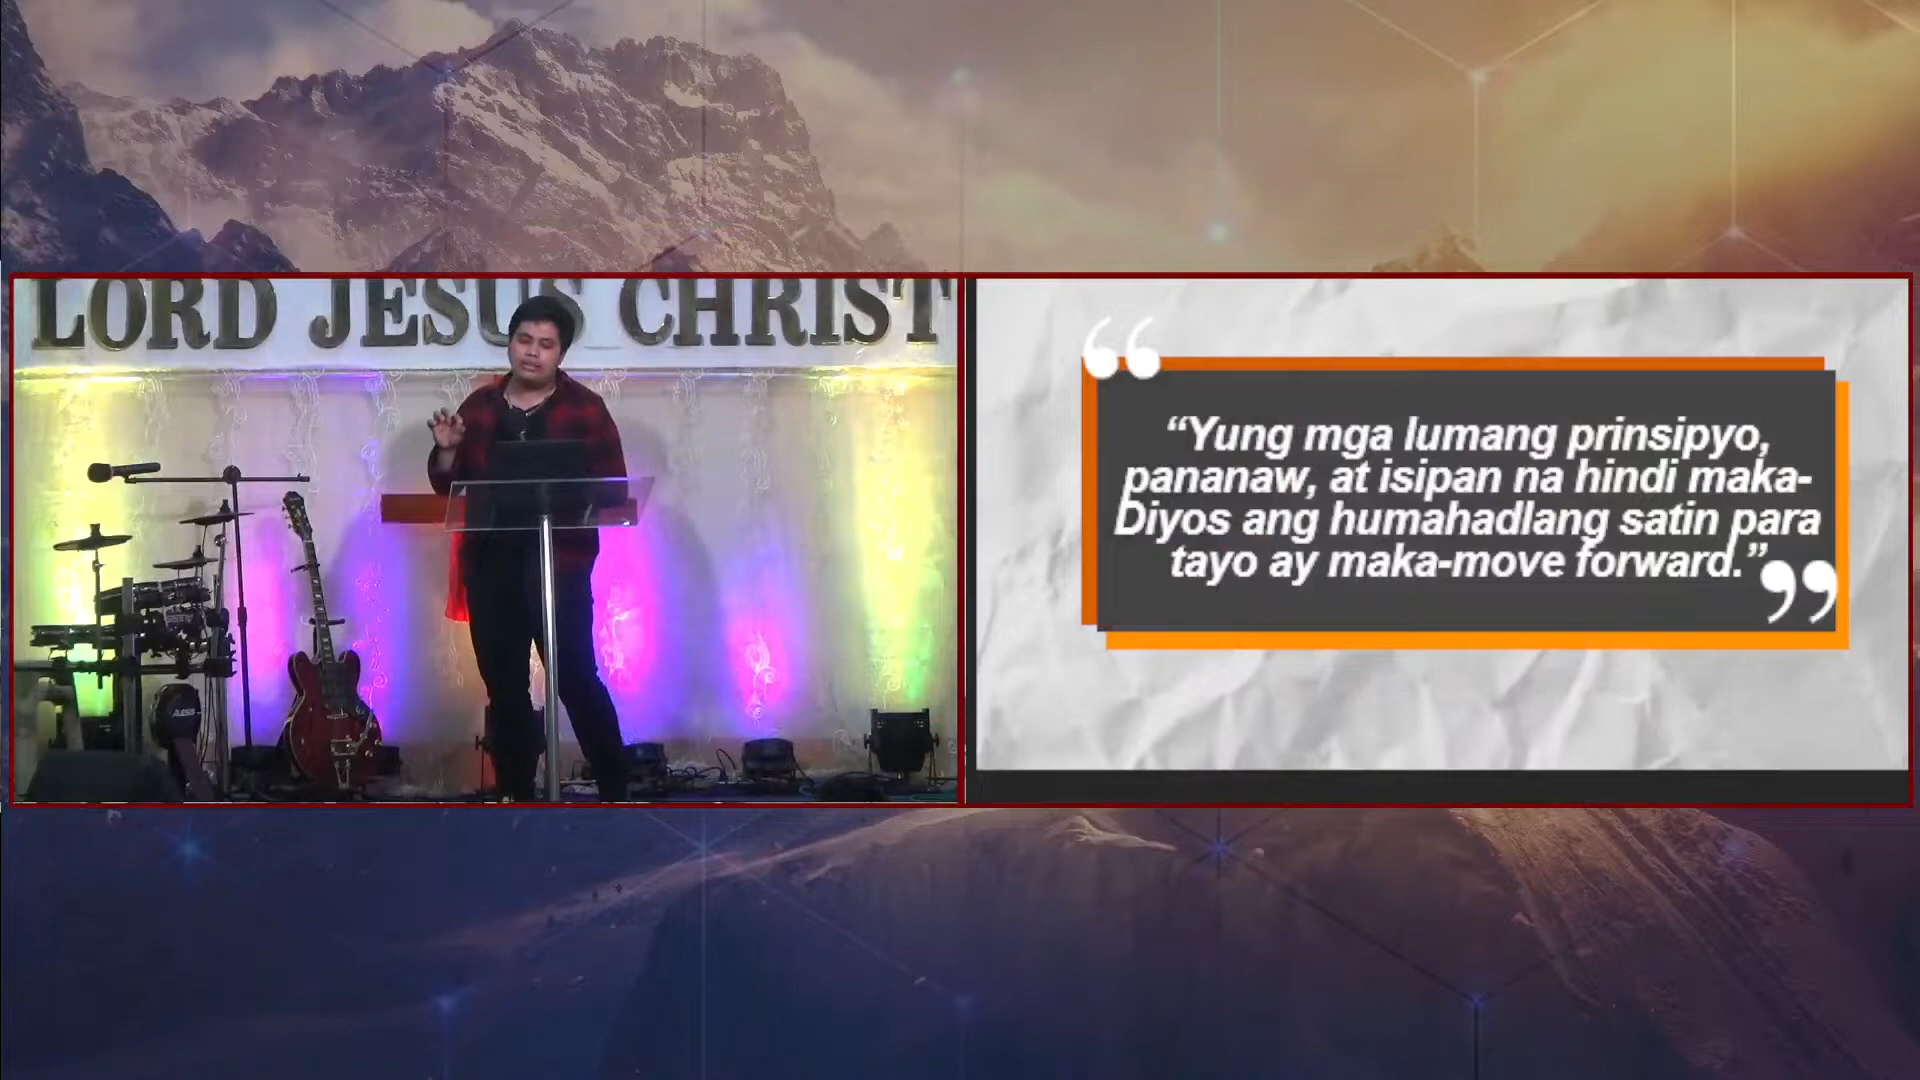 LORD JESUS CHRIST
ALESIS
“Yung mga lumang prinsipyo,
pananaw, at isipan na hindi maka-
Diyos ang humahadlang satin para
tayo ay maka-move forward.”